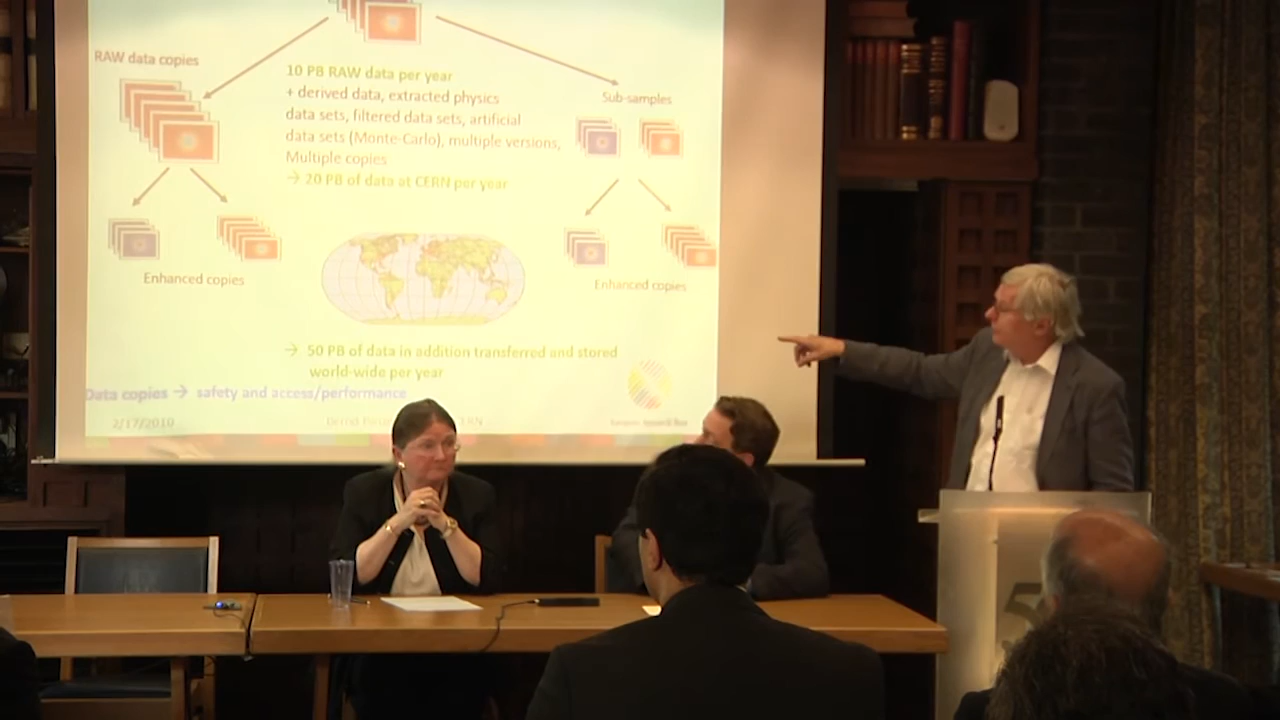 RAW data copies
10 PB RAW data per year
+ derived data, extracted physics
data sets, filtered data sets, artificial
data sets (Monte-Carlo), multiple versions,
Multiple copies
→ 20 PB of data at CERN per year
Sub-samples
Enhanced copies
Enhanced copies
→ 50 PB of data in addition transferred and stored
world-wide per year
Data copies → safety and access/performance
2/17/2010
5